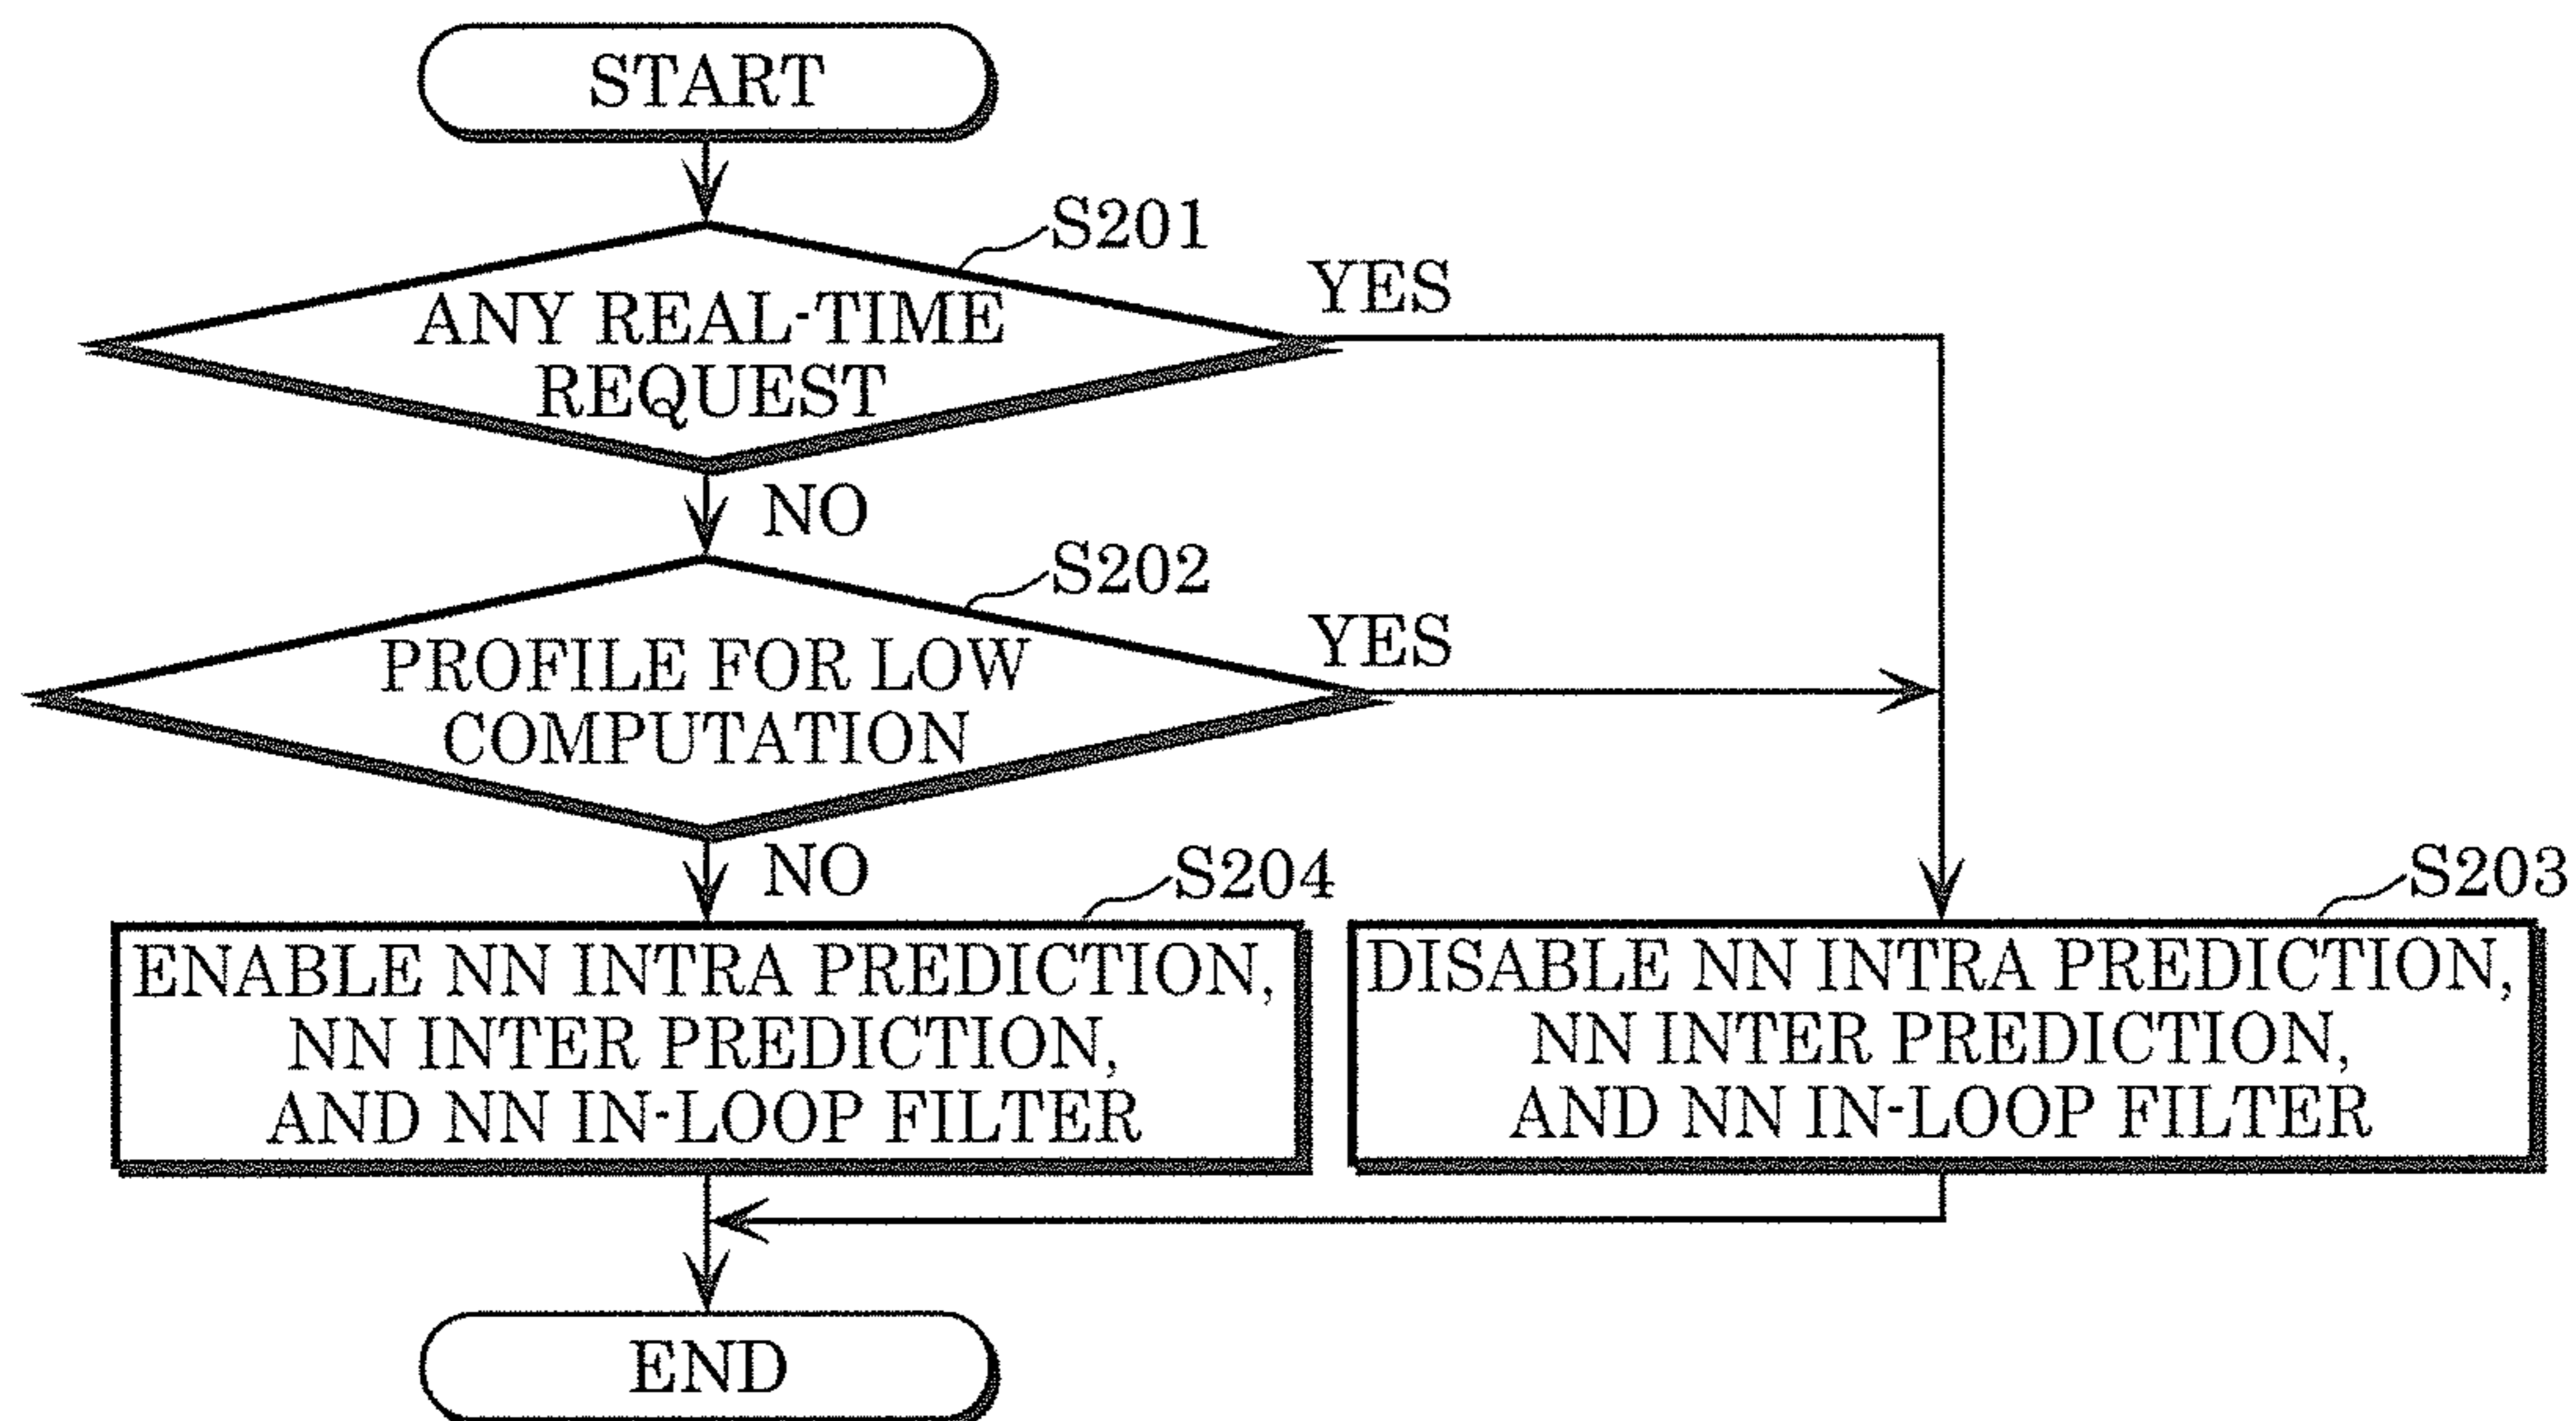 START
S201
ANY REAL-TIME
REQUEST
YES
NO
S202
PROFILE FOR LOW
COMPUTATION
YES
NO
S204
ENABLE NN INTRA PREDICTION,
NN INTER PREDICTION,
AND NN IN-LOOP FILTER
S203
DISABLE NN INTRA PREDICTION,
NN INTER PREDICTION,
AND NN IN-LOOP FILTER
END